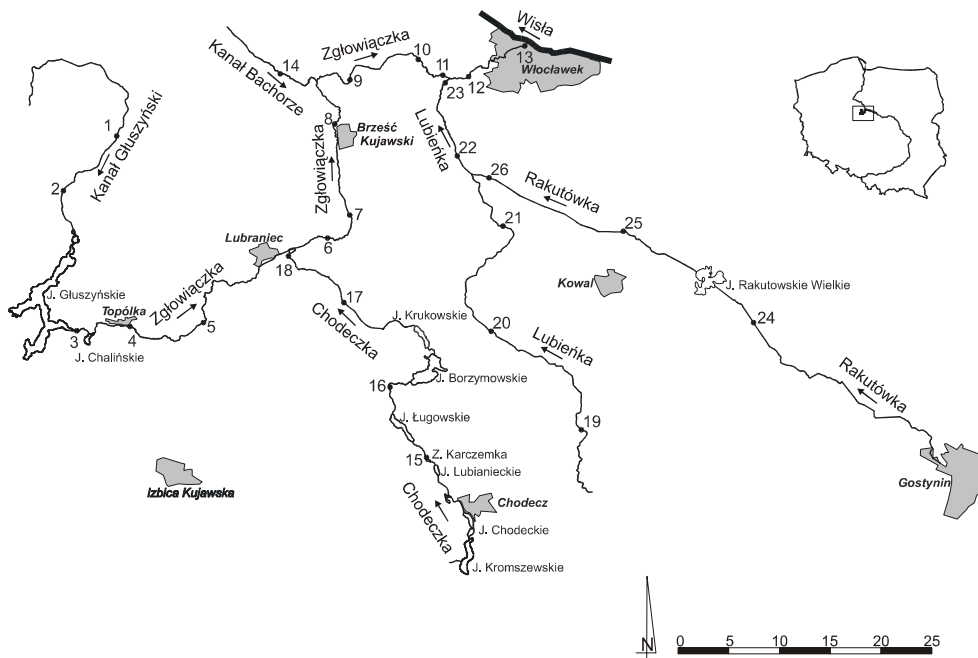 Wisła
Zgłowiączka
10
13
11
14
9
23
12
Włocławek
Kanał Bachorze
1
Kanał Głuszyński
8
Brześć
Kujawski
Lubieńka
22
2
Zgłowiączka
26
Rakutówka
7
21
25
Lubraniec
6
18
Kowal
J. Rakutowskie Wielkie
J. Głuszyńskie
Zgłowiączka
17
Topólka
Chodeczka
J. Krukowskie
24
3
4
5
20
J. Chalińskie
Lubieńka
J. Borzymowskie
16
Rakutówka
J. Ługowskie
19
15
Z. Karczemka
J. Lubianieckie
Izbica Kujawska
Gostynin
Chodeczka
Chodecz
J. Chodeckie
J. Kromszewskie
N
0 5 10 15 20 25